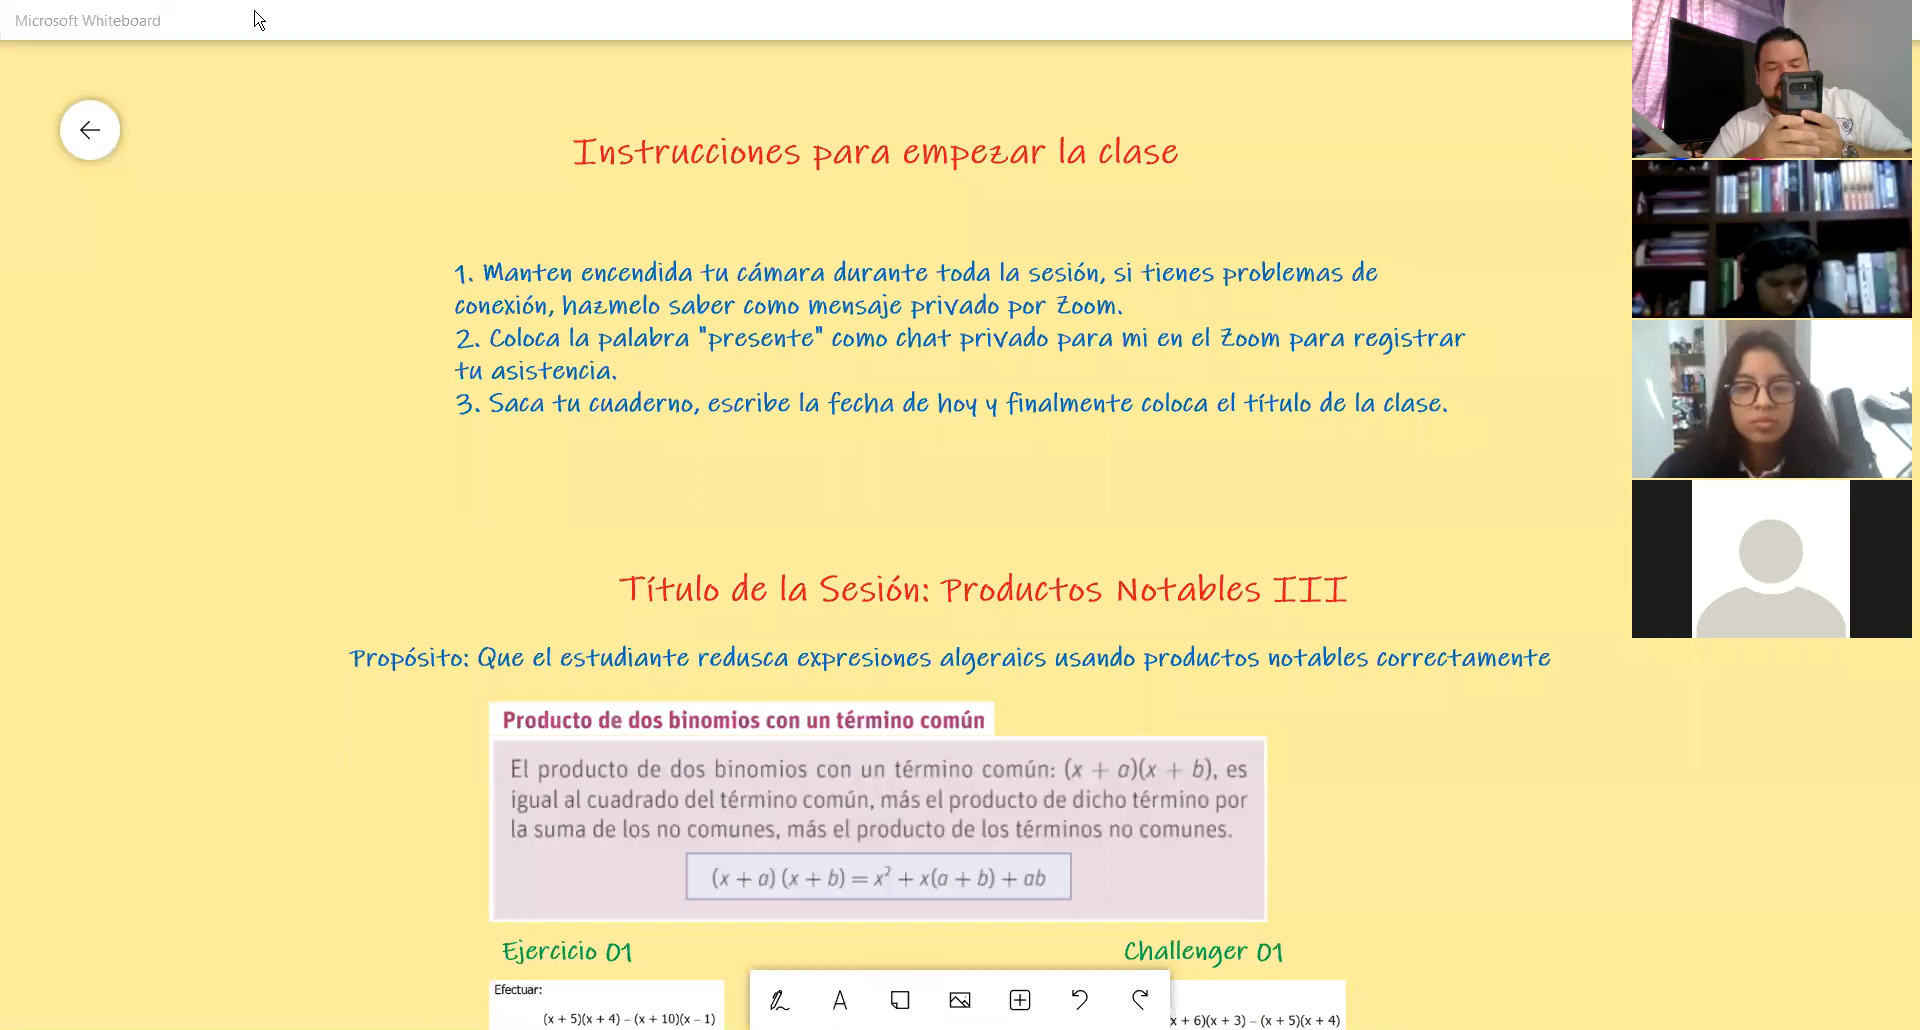 Microsoft Whiteboard
Instrucciones para empezar la clase
1. Manten encendida tu cámara durante toda la sesión, si tienes problemas de
conexión, hazmelo saber como mensaje privado por Zoom.
2. Coloca la palabra "presente" como chat privado para mi en el Zoom para registrar
tu asistencia.
3. Saca tu cuaderno, escribe la fecha de hoy y finalmente coloca el título de la clase.
Título de la Sesión: Productos Notables III
Propósito: Que el estudiante redusca expresiones algeraics usando productos notables correctamente
Producto de dos binomios con un término común
El producto de dos binomios con un término común: (x + a)(x + b), es
igual al cuadrado del término común, más el producto de dicho término por
la suma de los no comunes, más el producto de los términos no comunes.
(x + a) (x + b) = x² + x(a + b) + ab
Ejercicio 01
Challenger 01
Efectuar:
(x + 5)(x + 4) – (x + 10)(x – 1)
x + 6)(x + 3) – (x + 5)(x + 4)